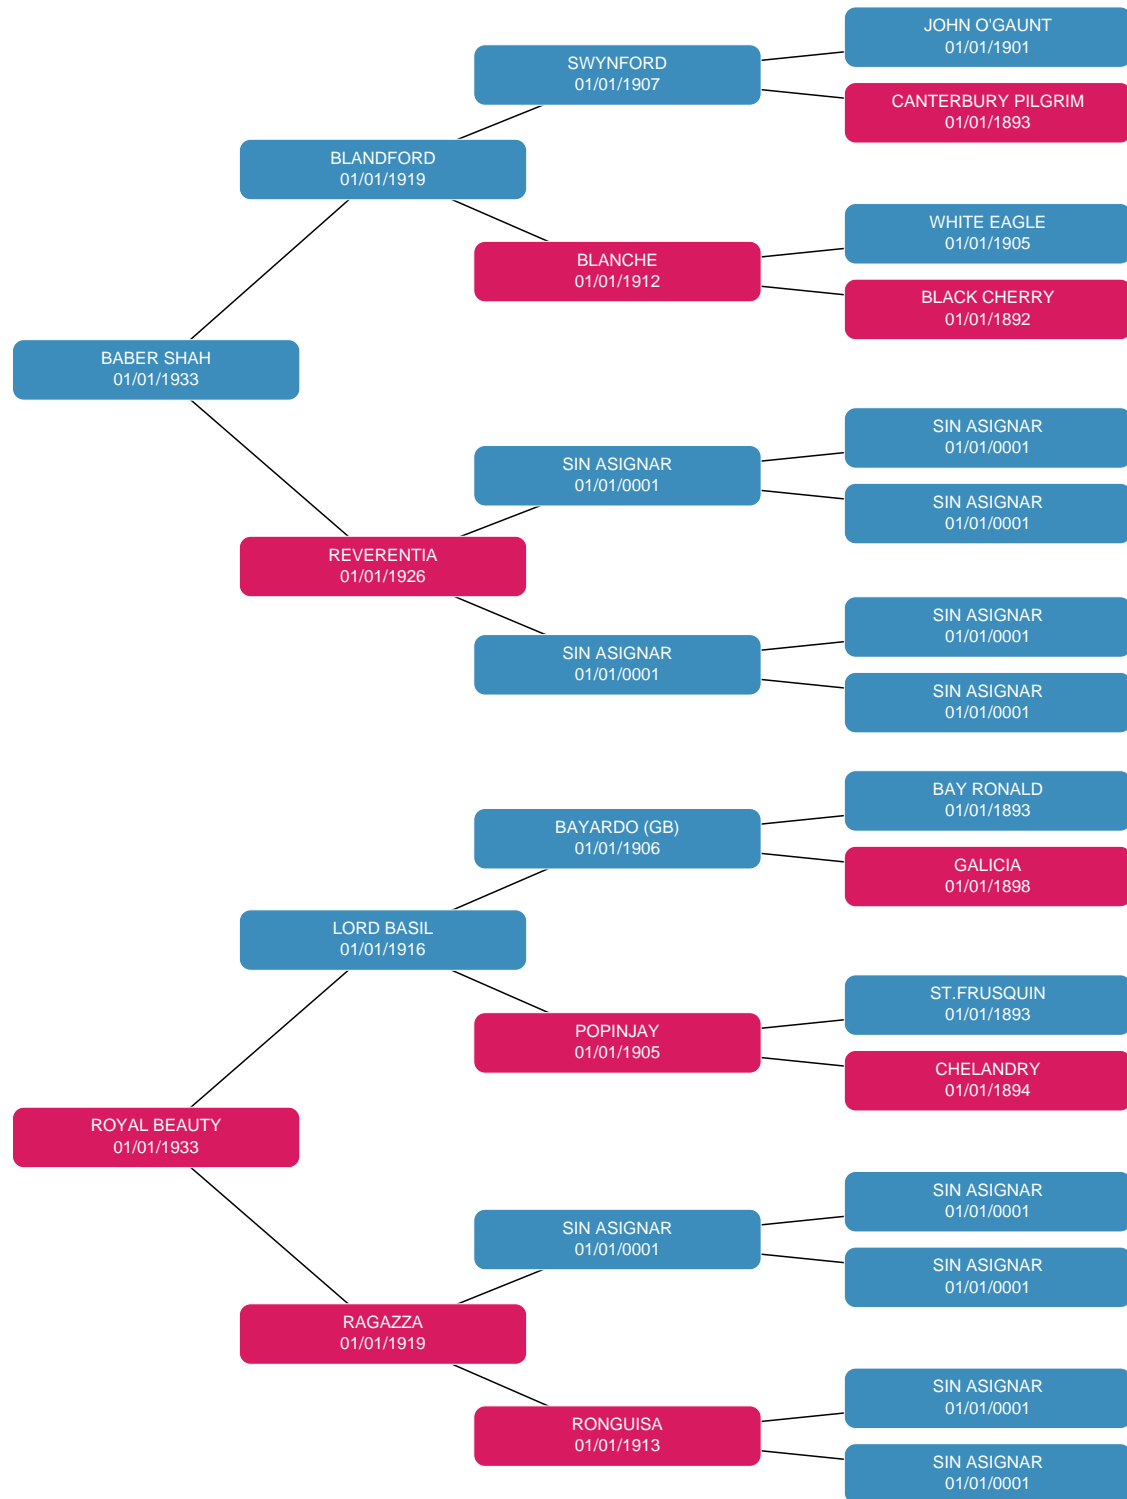 JOHN O'GAUNT
01/01/1901
SWYNFORD
01/01/1907
CANTERBURY PILGRIM
01/01/1893
BLANDFORD
01/01/1919
WHITE EAGLE
01/01/1905
BLANCHE
01/01/1912
BLACK CHERRY
01/01/1892
BABER SHAH
01/01/1933
SIN ASIGNAR
01/01/0001
SIN ASIGNAR
01/01/0001
SIN ASIGNAR
01/01/0001
REVERENTIA
01/01/1926
SIN ASIGNAR
01/01/0001
SIN ASIGNAR
01/01/0001
SIN ASIGNAR
01/01/0001
BAY RONALD
01/01/1893
BAYARDO (GB)
01/01/1906
GALICIA
01/01/1898
LORD BASIL
01/01/1916
ST.FRUSQUIN
01/01/1893
POPINJAY
01/01/1905
CHELANDRY
01/01/1894
ROYAL BEAUTY
01/01/1933
SIN ASIGNAR
01/01/0001
SIN ASIGNAR
01/01/0001
SIN ASIGNAR
01/01/0001
RAGAZZA
01/01/1919
SIN ASIGNAR
01/01/0001
RONGUISA
01/01/1913
SIN ASIGNAR
01/01/0001